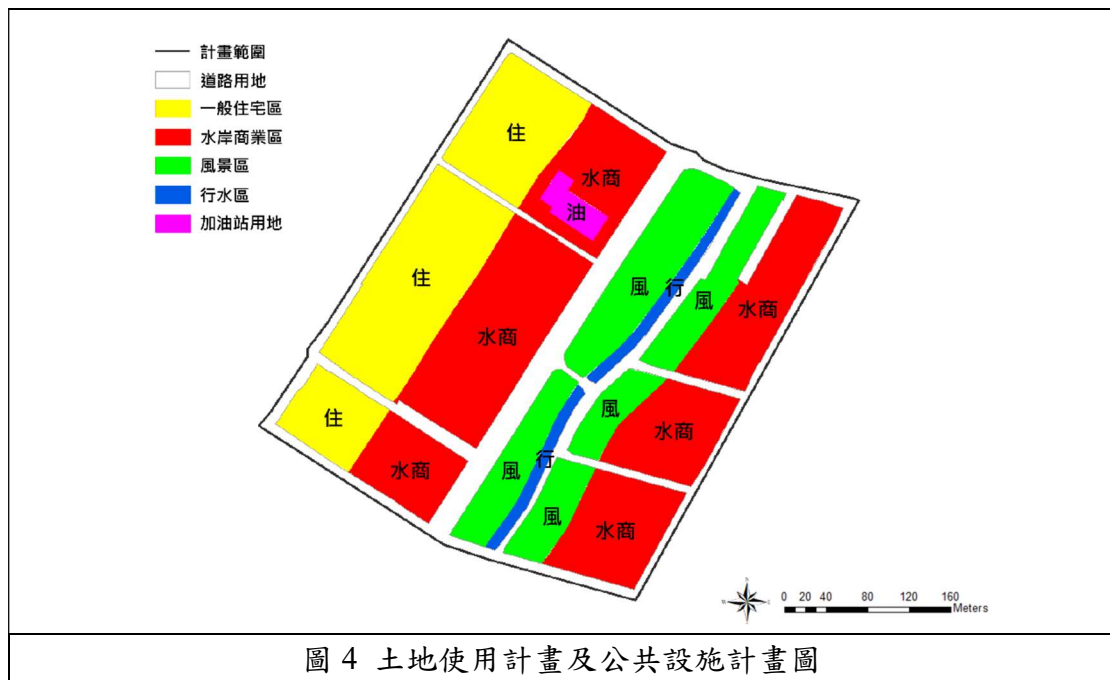 計畫範圍
道路用地
一般住宅區
水岸商業區
風景區
行水區
加油站用地
住
水商
油
住
風
行
風
水商
水商
風
住
水商
水商
風
行
風
水商
N
W
E
S
0 20 40 80 120 160
Meters
圖 4 土地使用計畫及公共設施計畫圖